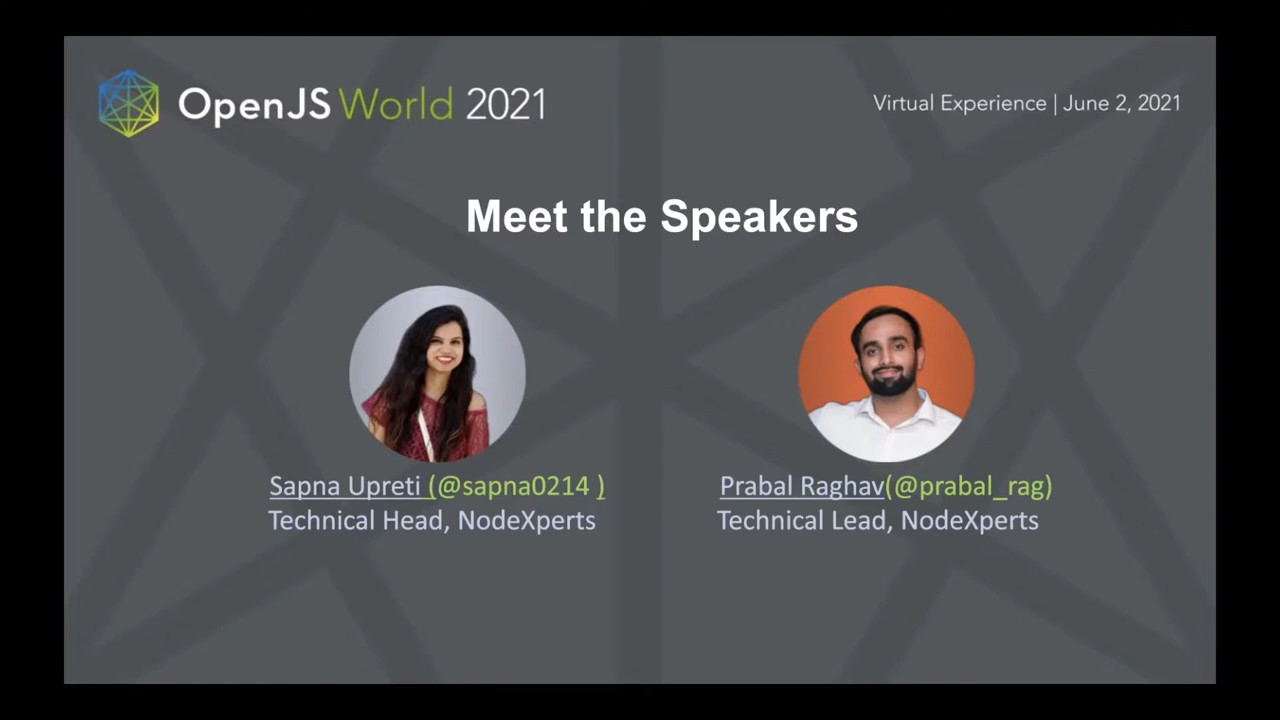 OpenJS World 2021
Virtual Experience | June 2, 2021
Meet the Speakers
Sapna Upreti (@sapna0214 )
Technical Head, NodeXperts
Prabal Raghav(@prabal_rag)
Technical Lead, NodeXperts